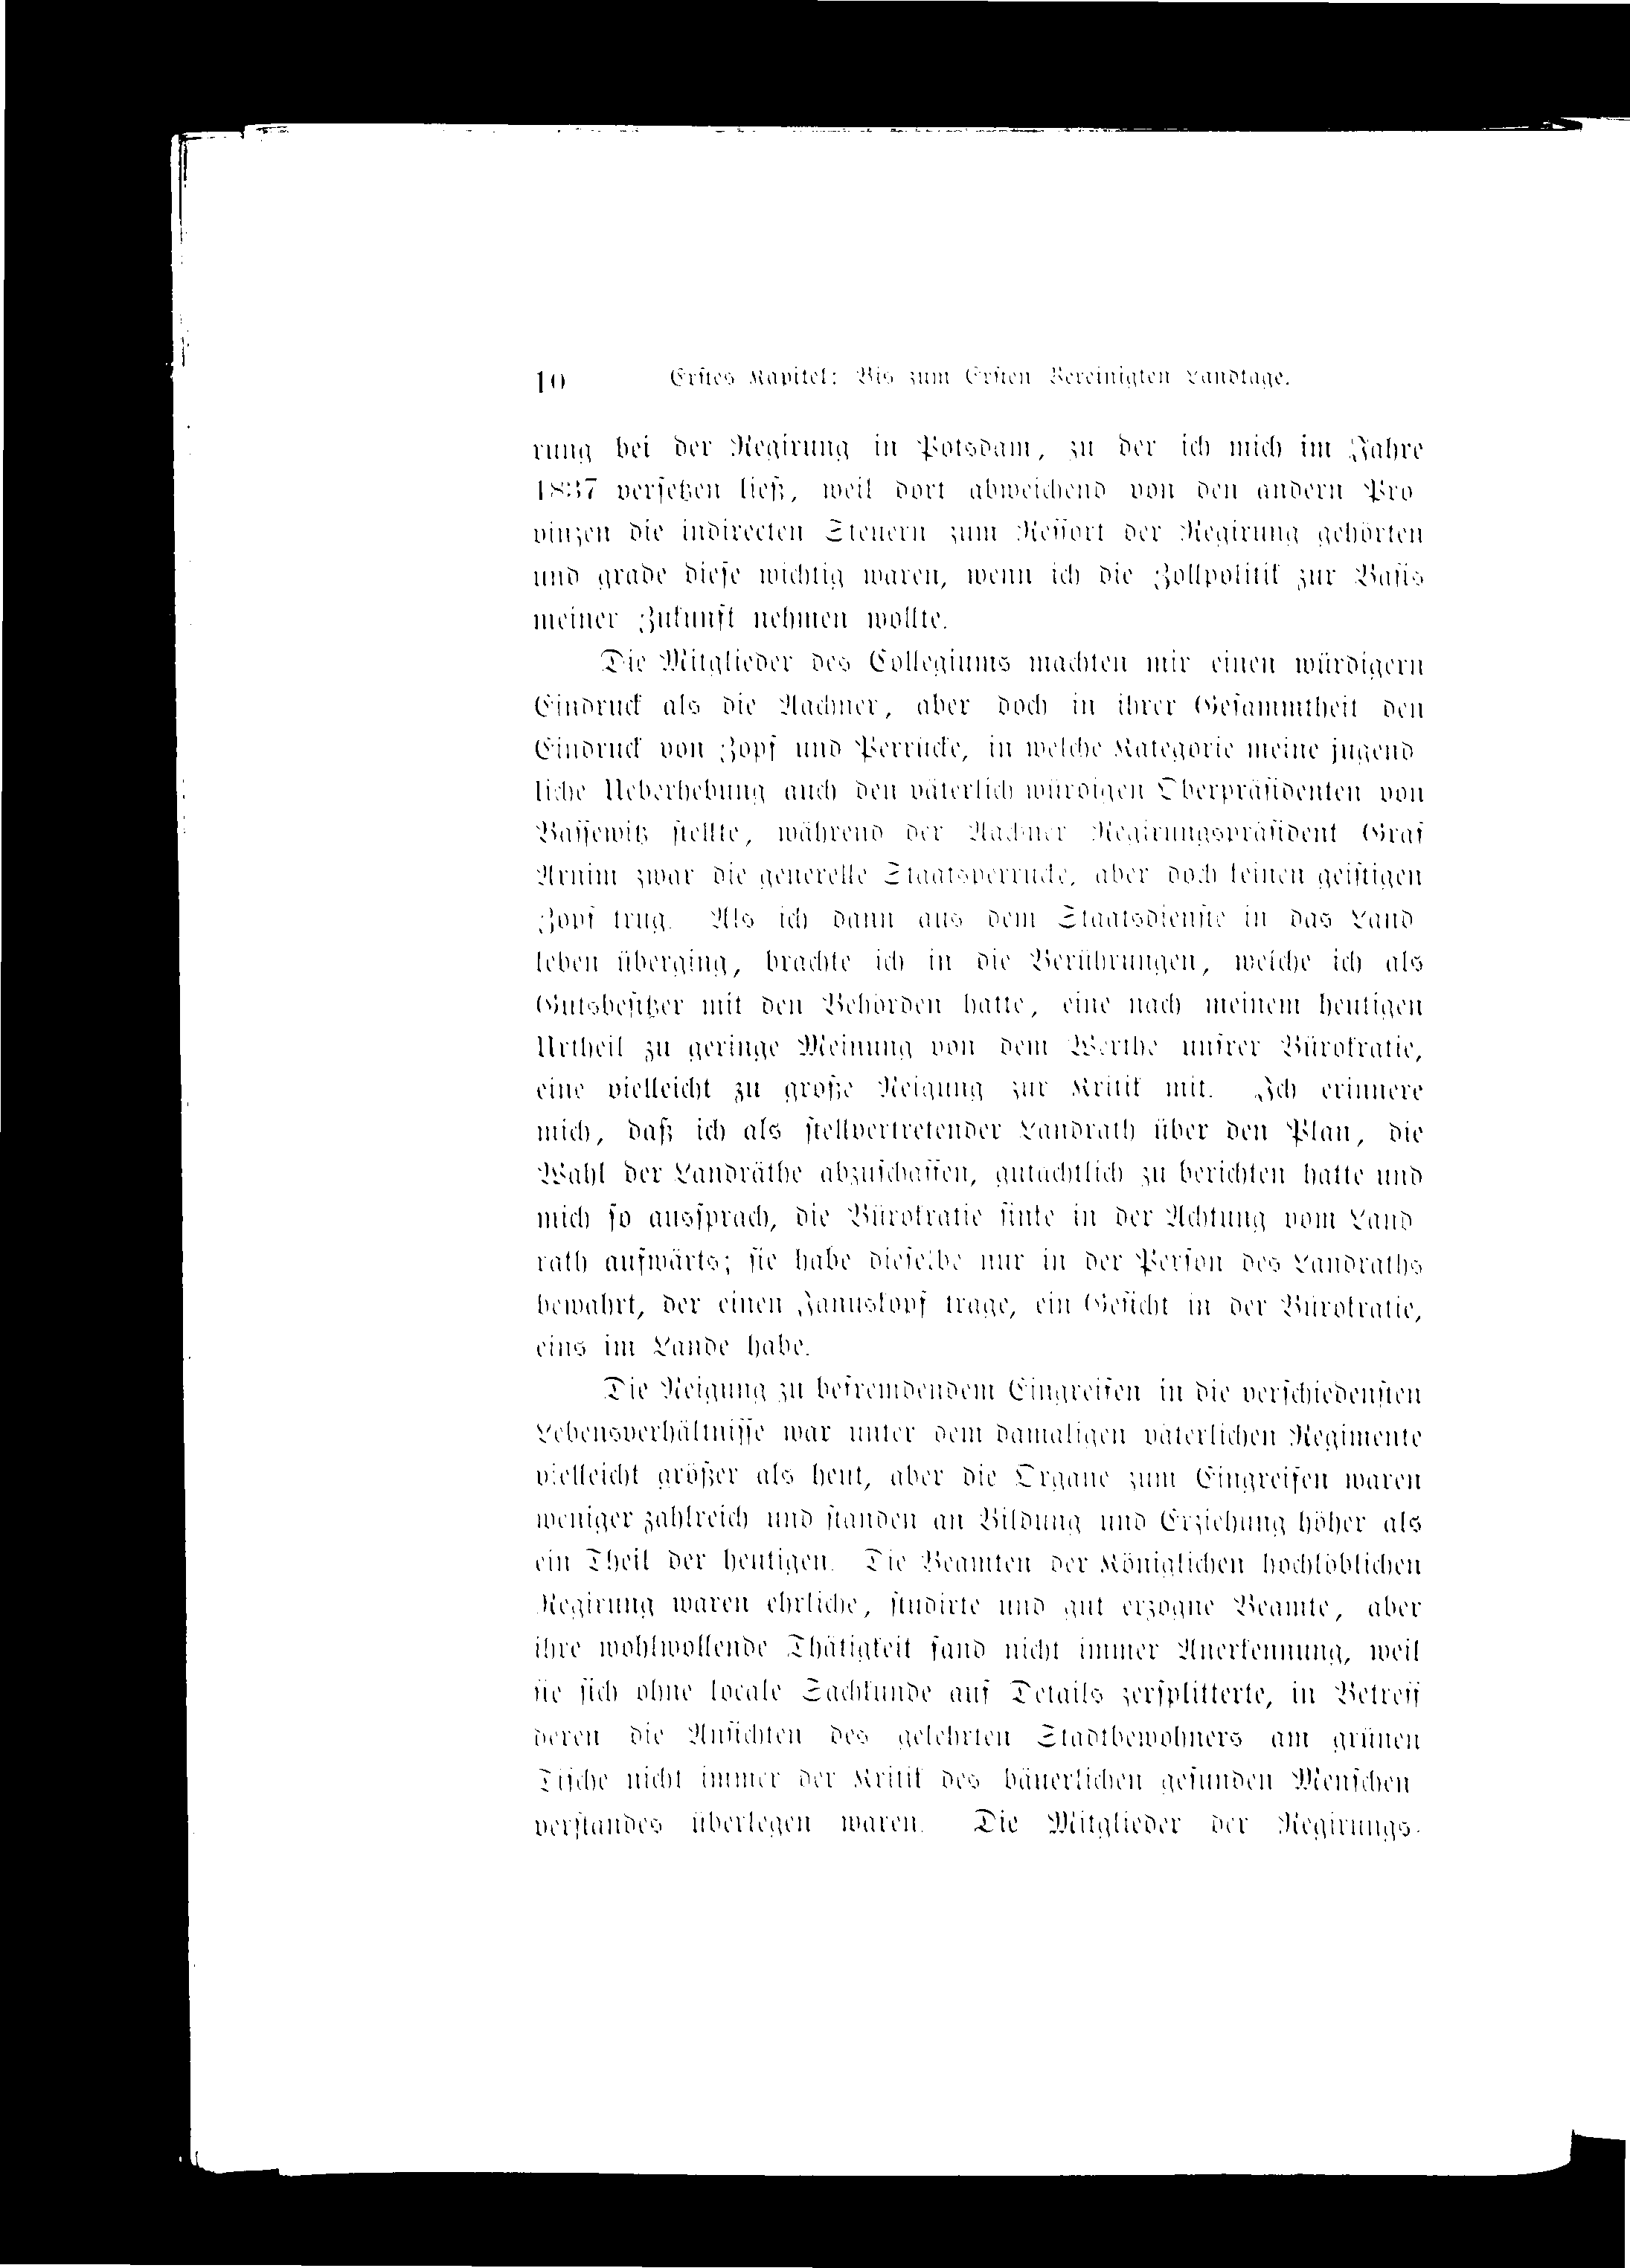 10 Erstes Kapitel: Bis zum Ersten Vereinigten Landtage.
rung bei der Regirung in Potsdam, zu der ich mich im Jahre
1837 versetzen ließ, weil dort abweichend von den andern Pro
vinzen die indirecten Steuern zum Ressort der Regirung gehörten
und grade diese wichtig waren, wenn ich die Zollpolitik zur Basis
meiner Zukunft nehmen wollte.
Die Mitglieder des Collegiums machten mir einen würdigern
Eindruck als die Aachner, aber doch in ihrer Gesammtheit den
Eindruck von Zopf und Perrücke, in welche Kategorie meine jugend
liche Ueberhebung auch den väterlich würdigen Oberpräsidenten von
Bassewitz stellte, während der Aachner Regirungspräsident Graf
Arnim zwar die generelle Staatsperrücke, aber doch keinen geistigen
Zopf trug. Als ich dann aus dem Staatsdienste in das Land
leben überging, brachte ich in die Berührungen, welche ich als
Gutsbesitzer mit den Behörden hatte, eine nach meinem heutigen
Urtheil zu geringe Meinung von dem Werthe unsrer Bürokratie,
eine vielleicht zu große Neigung zur Kritik mit. Ich erinnere
mich, daß ich als stellvertretender Landrath über den Plan, die
Wahl der Landräthe abzuschaffen, gutachtlich zu berichten hatte und
mich so aussprach, die Bürokratie sinke in der Achtung vom Land
rath aufwärts; sie habe dieselbe nur in der Person des Landraths
bewahrt, der einen Januskopf trage, ein Gesicht in der Bürokratie,
eins im Lande habe.
Die Neigung zu befremdendem Eingreifen in die verschiedensten
Lebensverhältnisse war unter dem damaligen väterlichen Regimente
vielleicht größer als heut, aber die Organe zum Eingreifen waren
weniger zahlreich und standen an Bildung und Erziehung höher als
ein Theil der heutigen. Die Beamten der Königlichen hochlöblichen
Regirung waren ehrliche, studirte und gut erzogne Beamte, aber
ihre wohlwollende Thätigkeit fand nicht immer Anerkennung, weil
sie sich ohne locale Sachkunde auf Details zersplitterte, in Betreff
deren die Ansichten des gelehrten Stadtbewohners am grünen
Tische nicht immer der Kritik des bäuerlichen gesunden Menschen
verstandes überlegen waren. Die Mitglieder der Regirungs-